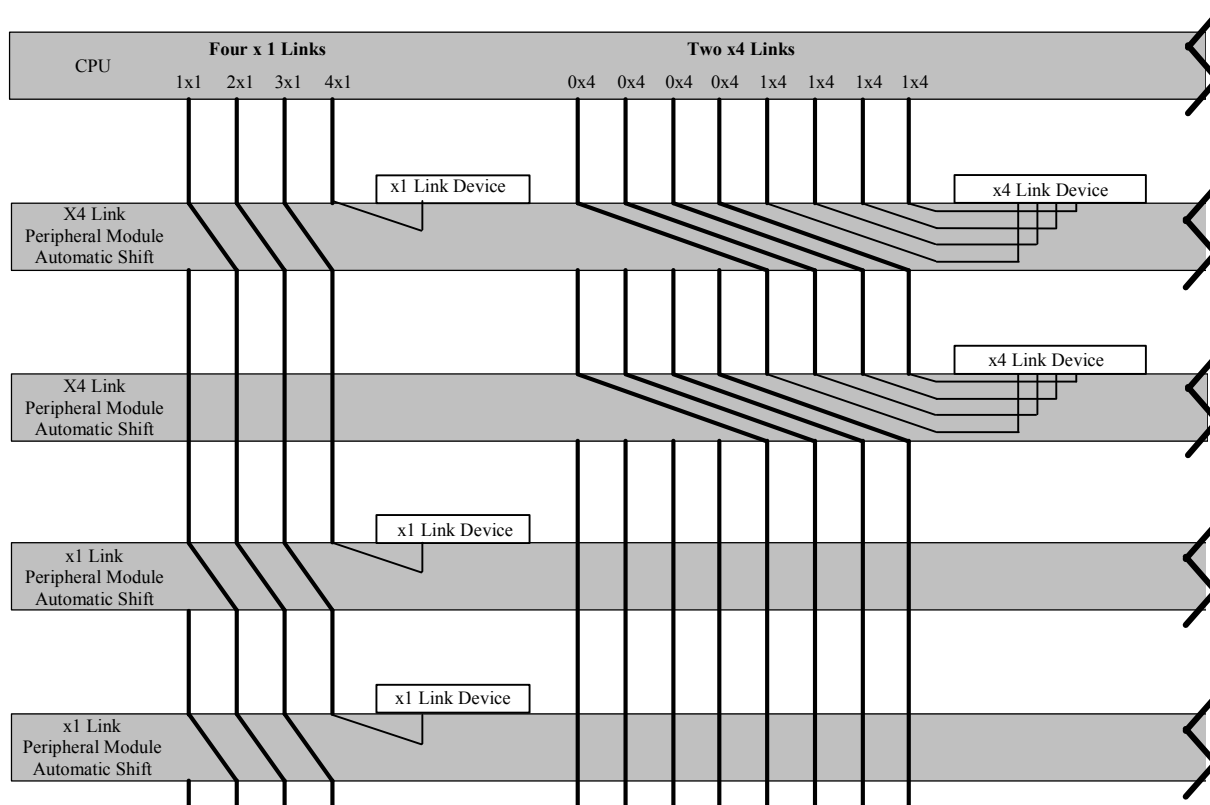 Four x 1 Links
Two x4 Links
CPU
1x1 2x1 3x1 4x1
0x4 0x4 0x4 0x4 1x4 1x4 1x4 1x4
x1 Link Device
x4 Link Device
X4 Link
Peripheral Module
Automatic Shift
x4 Link Device
X4 Link
Peripheral Module
Automatic Shift
x1 Link Device
x1 Link
Peripheral Module
Automatic Shift
x1 Link Device
x1 Link
Peripheral Module
Automatic Shift